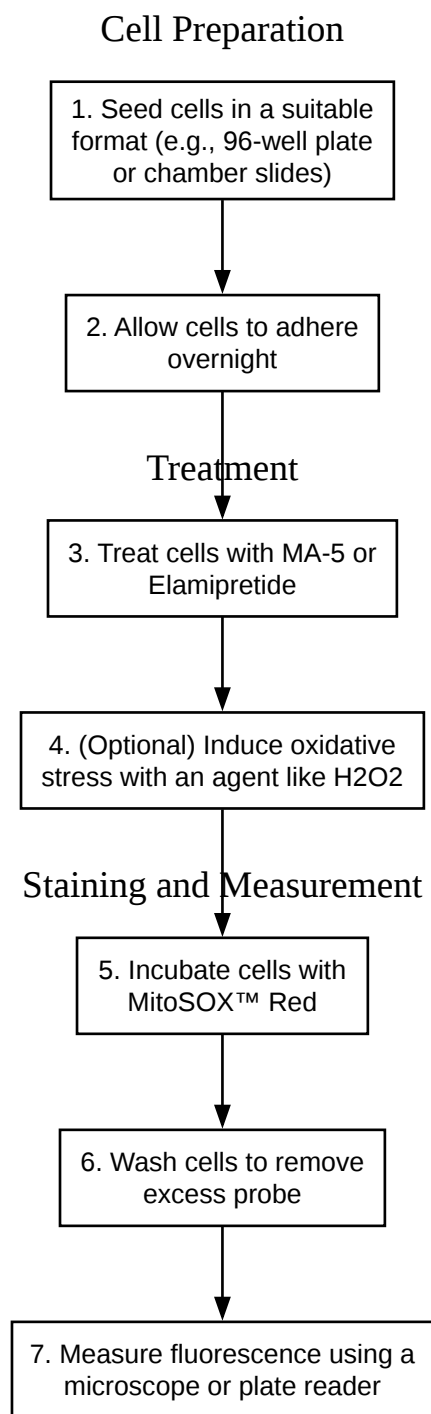 Cell Preparation
1. Seed cells in a suitable
format (e.g., 96-well plate
or chamber slides)
2. Allow cells to adhere
overnight
Treatment
3. Treat cells with MA-5 or
Elamipretide
4. (Optional) Induce oxidative
stress with an agent like H2O2
Staining and Measurement
5. Incubate cells with
MitoSOX™ Red
6. Wash cells to remove
excess probe
7. Measure fluorescence using a
microscope or plate reader